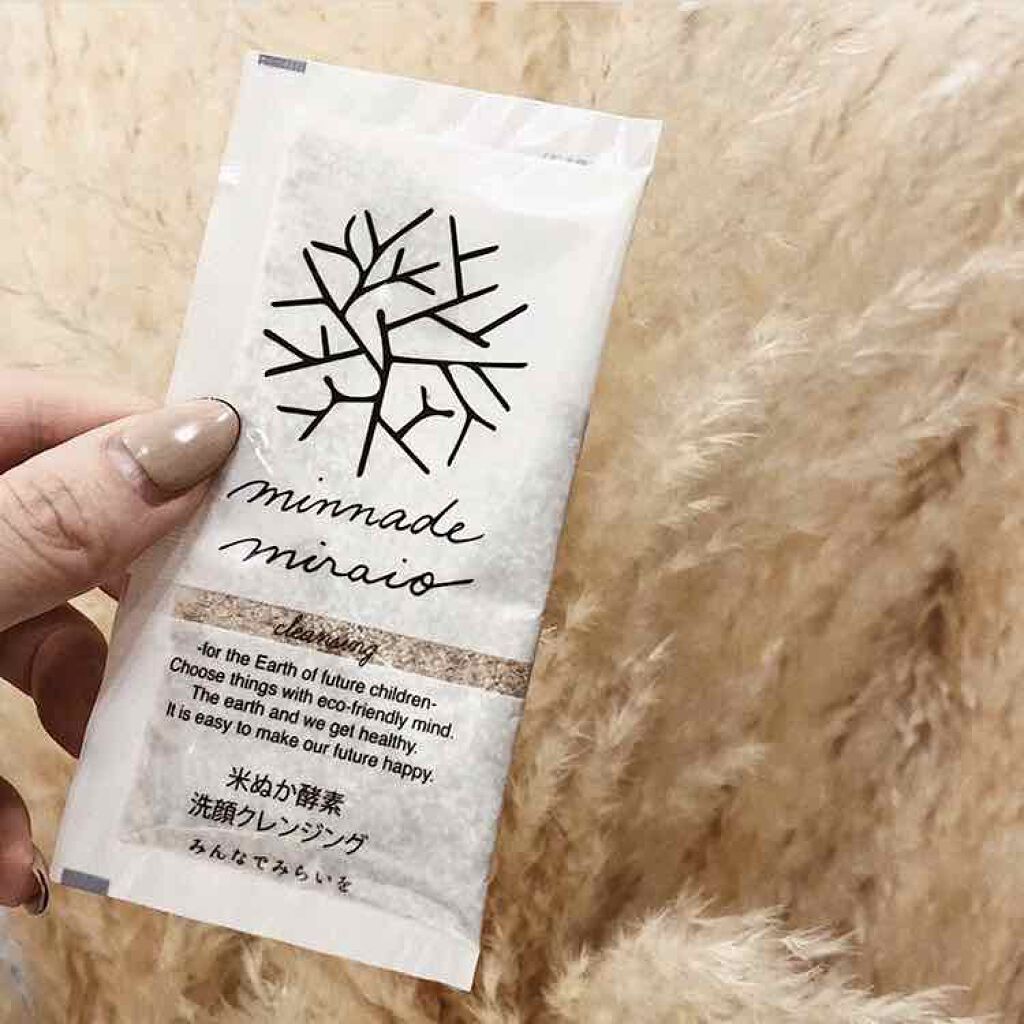 minnade
miraio
cleansing
-for the Earth of future children-
Choose things with eco-friendly mind.
The earth and we get healthy.
It is easy to make our future happy.
米ぬか酵素
洗顔クレンジング
みんなでみらいを